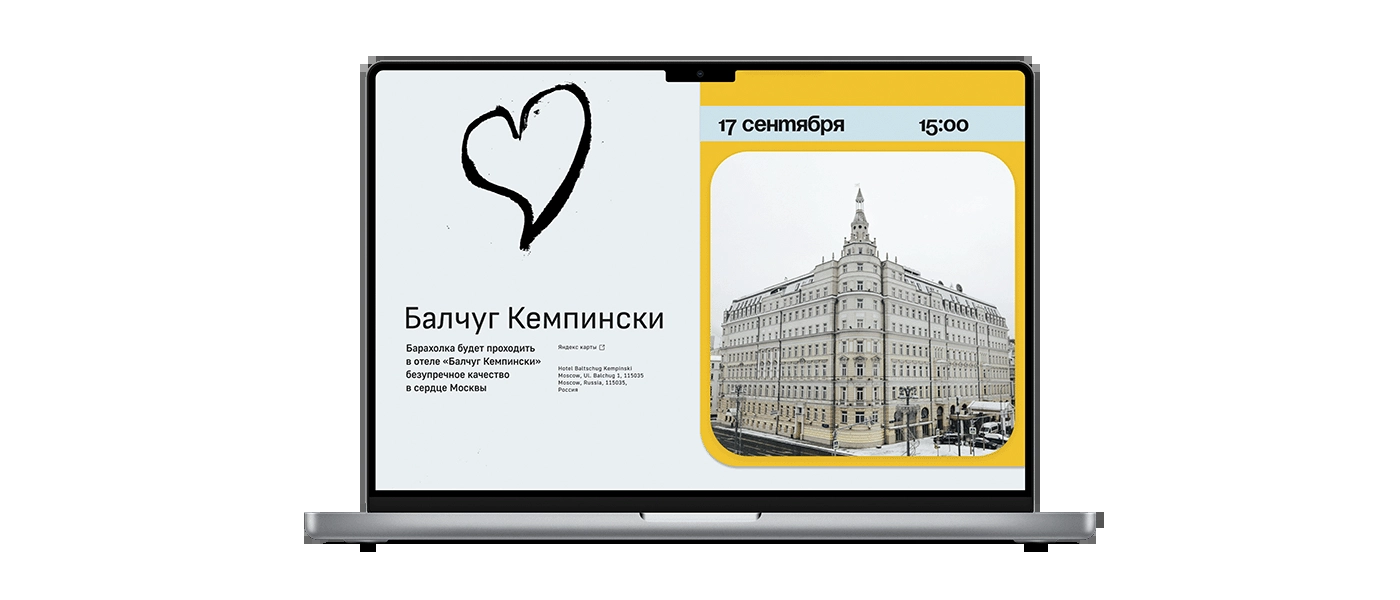 17 сентября 15:00
Балчуг Кемпински
Барахолка будет проходить
в отеле «Балчуг Кемпински»
безупречное качество
в сердце Москвы
Яндекс карты
Hotel Baltschug Kempinski
Moscow, Ul. Balchug 1, 115035
Moscow, Russia, 115035,
Россия